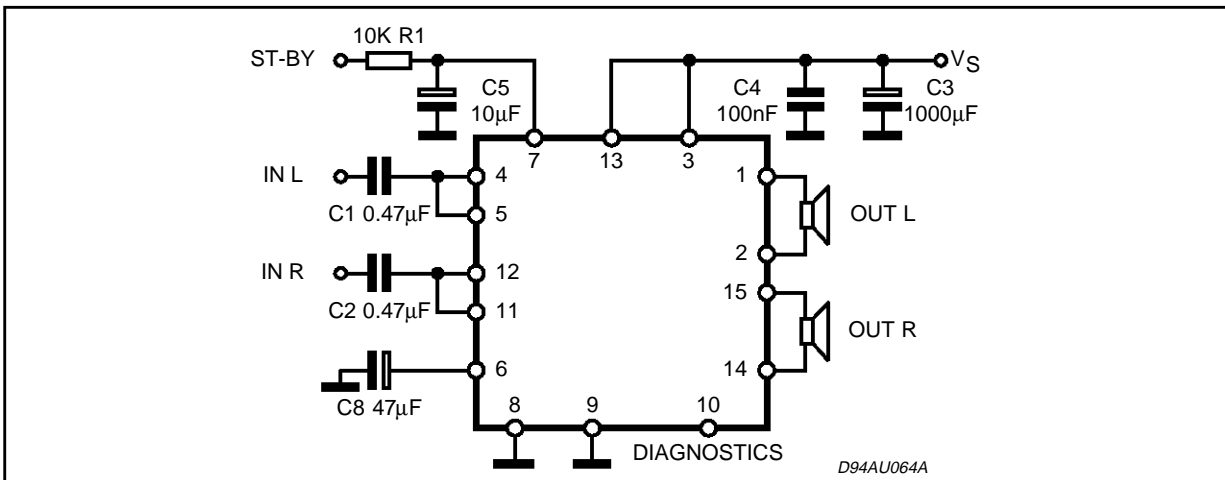 10K R1
ST-BY
VS
C5
10μF
C4
100nF
C3
1000μF
7
13
3
IN L
4
1
C1 0.47μF
5
OUT L
2
IN R
12
15
C2 0.47μF
11
OUT R
6
14
C8 47μF
8
9
10
DIAGNOSTICS
D94AU064A